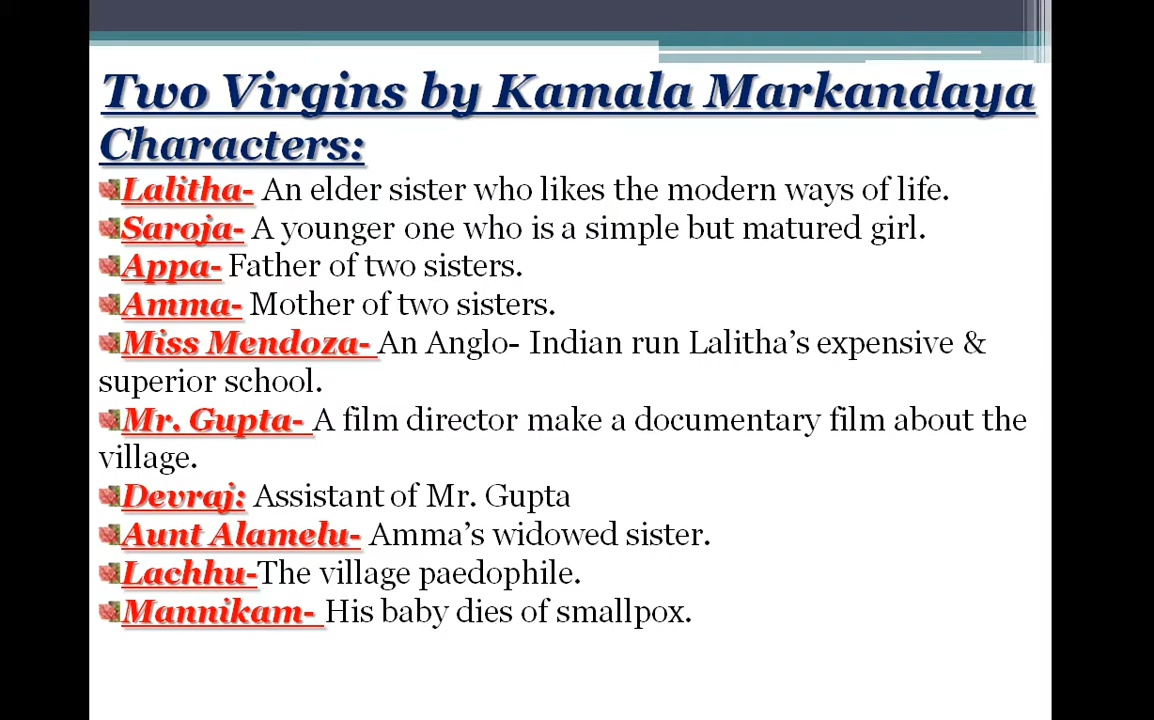 Two Virgins by Kamala Markandaya
Characters:
Lalitha- An elder sister who likes the modern ways of life.
Saroja- A younger one who is a simple but matured girl.
Appa- Father of two sisters.
Amma- Mother of two sisters.
Miss Mendoza- An Anglo- Indian run Lalitha’s expensive &
superior school.
Mr. Gupta- A film director make a documentary film about the
village.
Devraj: Assistant of Mr. Gupta
Aunt Alamelu- Amma’s widowed sister.
Lachhu-The village paedophile.
Mannikam- His baby dies of smallpox.